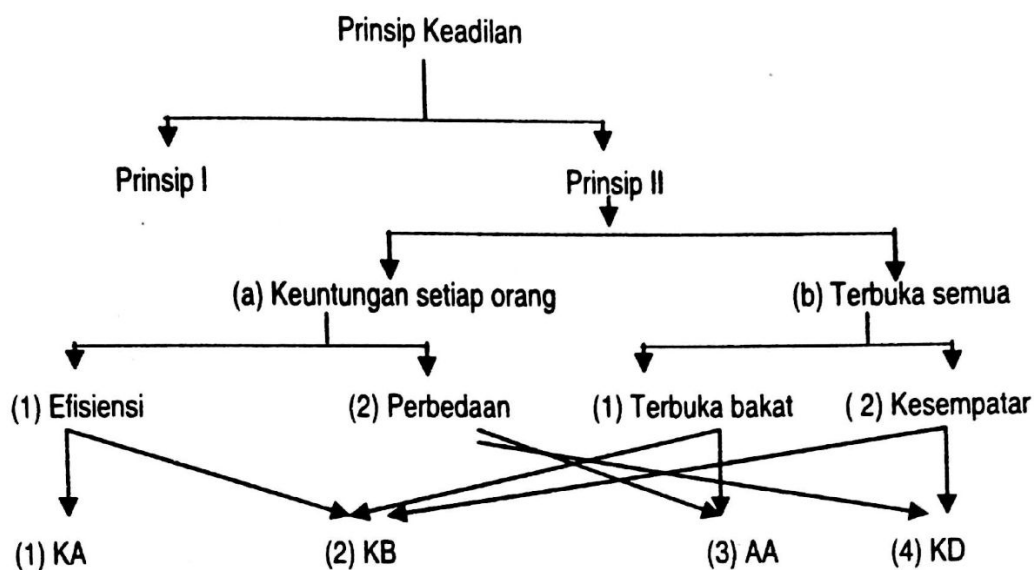 Prinsip Keadilan
Prinsip I
Prinsip II
(a) Keuntungan setiap orang
(b) Terbuka semua
(1) Efisiensi
(2) Perbedaan
(1) Terbuka bakat
( 2) Kesempatar
(1) KA
(2) KB
(3) AA
(4) KD